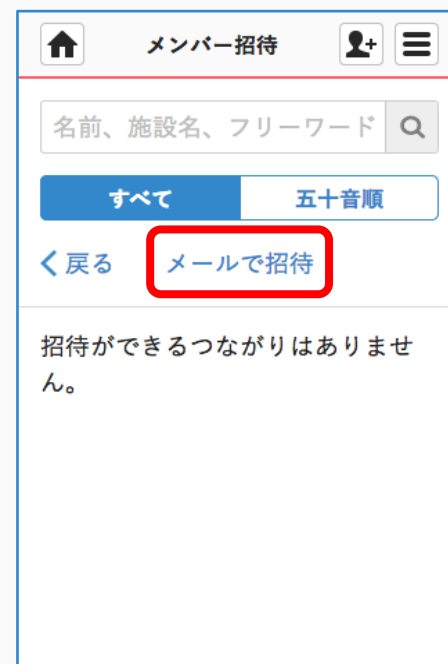 メンバー招待
名前、施設名、フリーワード
すべて 五十音順
戻る メールで招待
招待ができるつながりはありませ
ん。